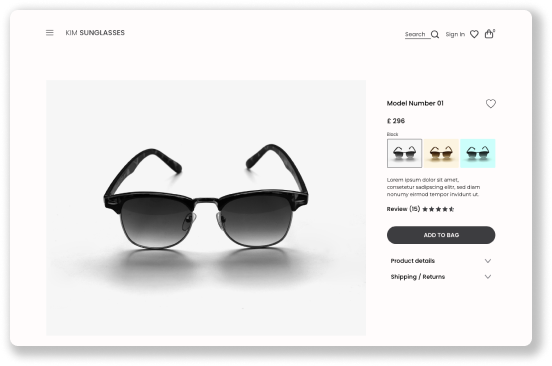 KIM SUNGLASSES
Search
Sign In
0
Model Number 01
£ 296
Black
Lorem ipsum dolor sit amet,
consetetur sadipscing elitr, sed diam
nonumy eirmod tempor invidunt ut.
Review (15)
ADD TO BAG
Product details
Shipping / Returns